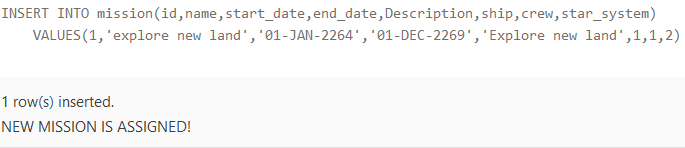 INSERT INTO mission(id,name,start_date,end_date,Description,ship,crew,star_system)
VALUES(1,'explore new land','01-JAN-2264','01-DEC-2269','Explore new land',1,1,2)
1 row(s) inserted.
NEW MISSION IS ASSIGNED!